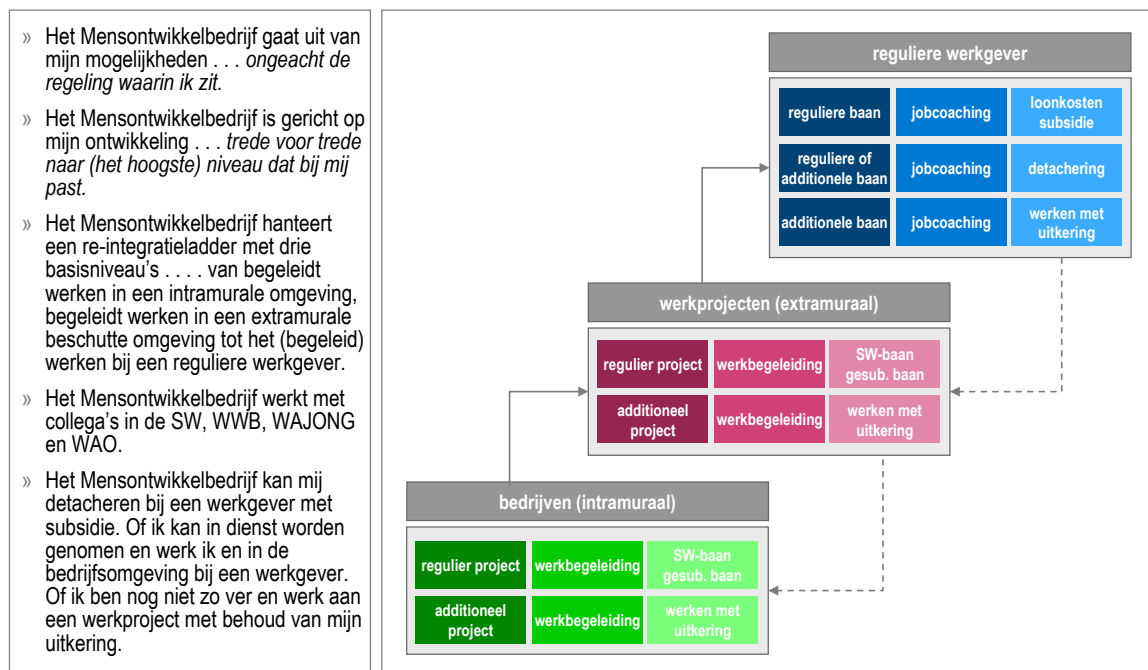 » Het Mensontwikkelbedrijf gaat uit van
mijn mogelijkheden . . . ongeacht de
regeling waarin ik zit.
» Het Mensontwikkelbedrijf is gericht op
mijn ontwikkeling . . . trede voor trede
naar (het hoogste) niveau dat bij mij
past.
» Het Mensontwikkelbedrijf hanteert
een re-integratieladder met drie
basisniveau's . . . . van begeleidt
werken in een intramurale omgeving,
begeleidt werken in een extramurale
beschutte omgeving tot het (begeleid)
werken bij een reguliere werkgever.
» Het Mensontwikkelbedrijf werkt met
collega's in de SW, WWB, WAJONG
en WAO.
» Het Mensontwikkelbedrijf kan mij
detacheren bij een werkgever met
subsidie. Of ik kan in dienst worden
genomen en werk ik en in de
bedrijfsomgeving bij een werkgever.
Of ik ben nog niet zo ver en werk aan
een werkproject met behoud van mijn
uitkering.
reguliere werkgever
reguliere baan
jobcoaching
loonkosten
subsidie
reguliere of
additionele baan
jobcoaching
detachering
additionele baan
jobcoaching
werken met
uitkering
werkprojecten (extramuraal)
regulier project
werkbegeleiding
SW-baan
gesub. baan
additioneel
project
werkbegeleiding
werken met
uitkering
bedrijven (intramuraal)
regulier project
werkbegeleiding
SW-baan
gesub. baan
additioneel
project
werkbegeleiding
werken met
uitkering